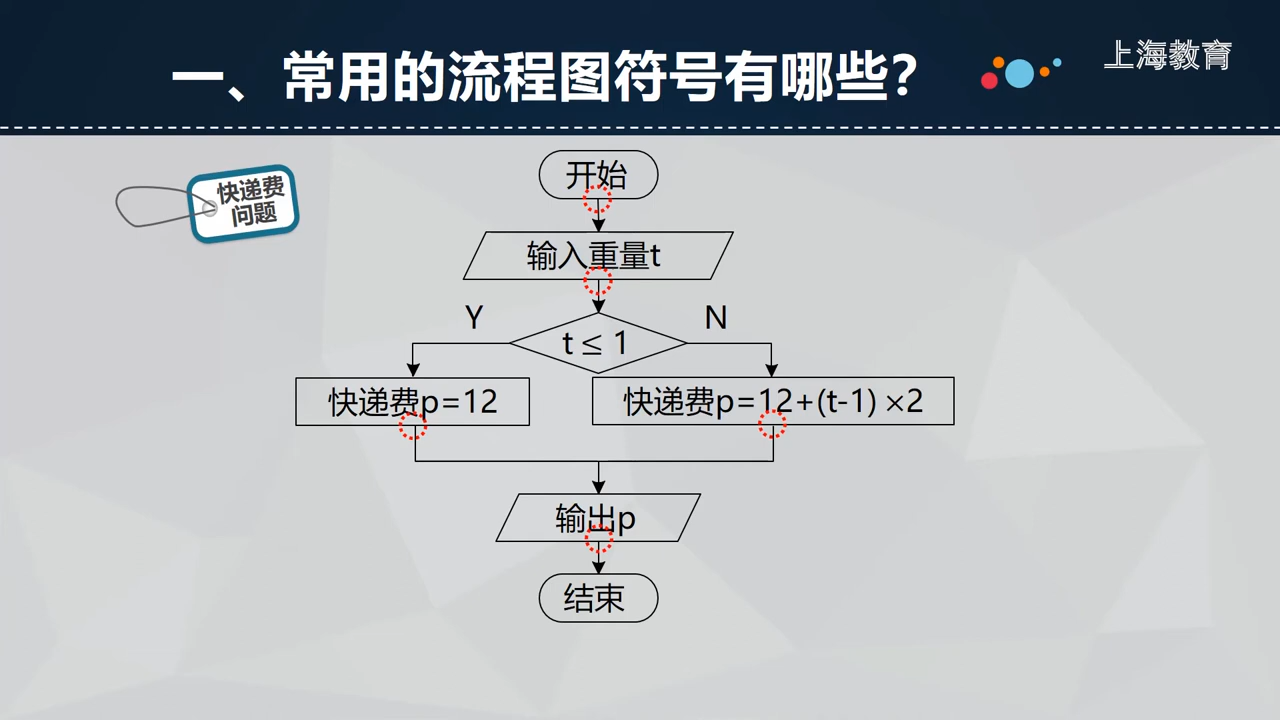 一、常用的流程图符号有哪些？
上海教育
快递费
问题
开始
输入重量t
Y
N
t ≤ 1
快递费p=12
快递费p=12+(t-1) ×2
输出p
结束